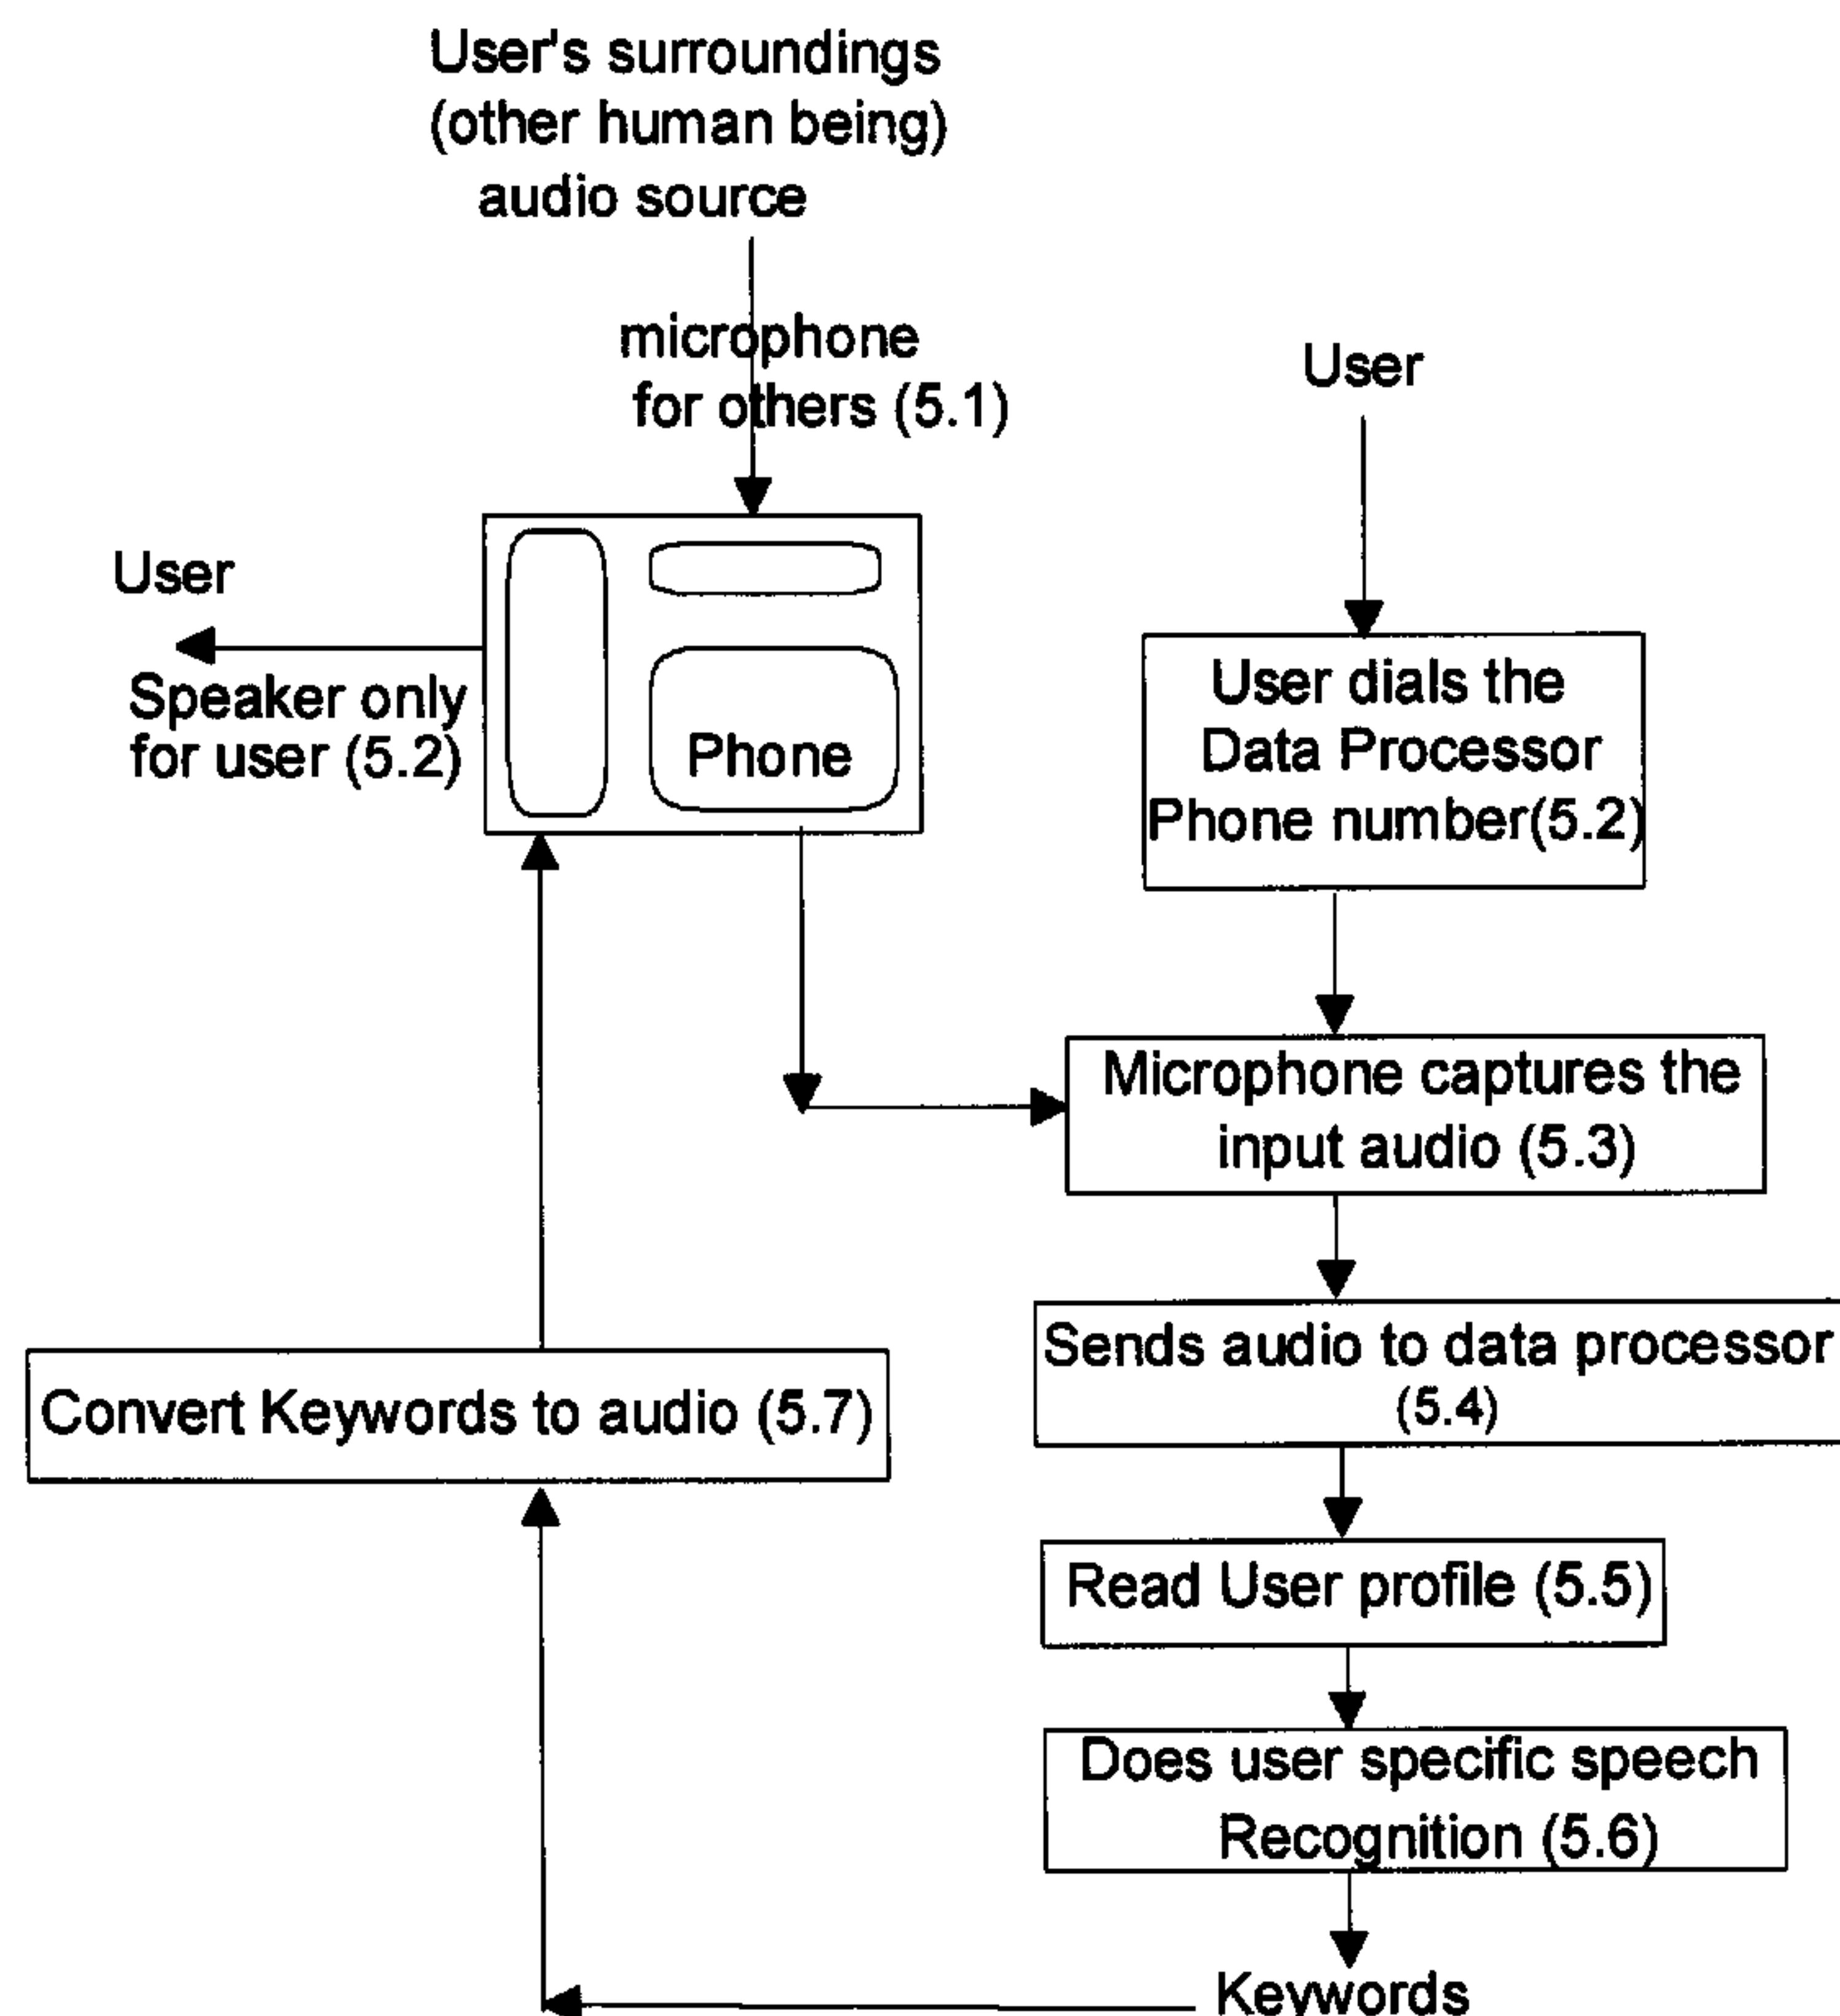 User's surroundings
(other human being)
audio source
microphone
for others (5.1)
User
User
Speaker only
for user (5.2)
Phone
User dials the
Data Processor
Phone number(5.2)
Microphone captures the
input audio (5.3)
Sends audio to data processor
(5.4)
Convert Keywords to audio (5.7)
Read User profile (5.5)
Does user specific speech
Recognition (5.6)
Keywords